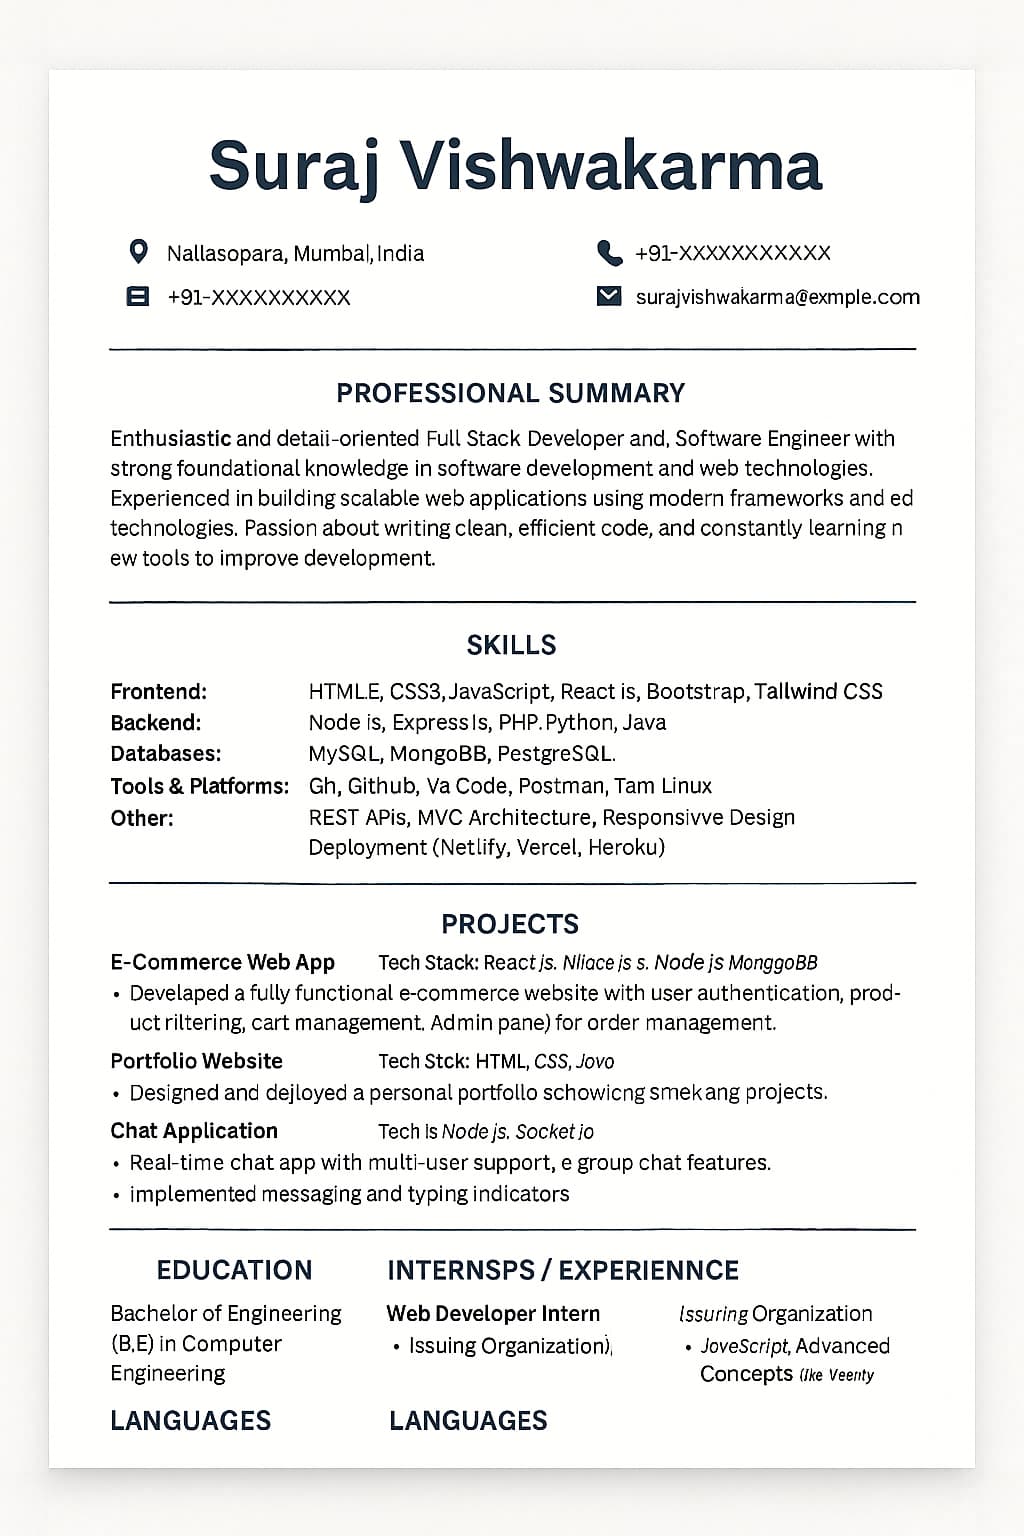 Suraj Vishwakarma
Nallasopara, Mumbal, India
+91-XXXXXXXXXXX
+91-XXXXXXXXXX
surajvishwakarma@exmple.com
PROFESSIONAL SUMMARY
Enthusiastic and detaii-oriented Full Stack Developer and, Software Engineer with
strong foundational knowledge in software development and web technologies.
Experienced in building scalable web applications using modern frameworks and ed
technologies. Passion about writing clean, efficient code, and constantly learning n
ew tools to improve development.
SKILLS
Frontend: HTML.E, CSS3, JavaScript, React is, Bootstrap, Tallwind CSS
Backend: Node is, Express Is, PHP. Python, Java
Databases: MySQL, MongoBB, PestgreSQL.
Tools & Platforms: Gh, Github, Va Code, Postman, Tam Linux
Other: REST APis, MVC Architecture, Responsivve Design
Deployment (Netlify, Vercel, Heroku)
PROJECTS
E-Commerce Web App Tech Stack: React js. Nliace js s. Node js MonggoBB
• Develaped a fully functional e-commerce website with user authentication, prod-
uct riltering, cart management. Admin pane) for order management.
Portfolio Website Tech Stck: HTML, CSS, Jovo
• Designed and dejloyed a personal portfollo schowicng smekang projects.
Chat Application Tech Is Node js. Socket io
• Real-time chat app with multi-user support, e group chat features.
• implemented messaging and typing indicators
EDUCATION
Bachelor of Engineering
(B,E) in Computer
Engineering
LANGUAGES
INTERNSPS / EXPERIENNCE
Web Developer Intern
• Issuing Organization),
Issuring Organization
• JoveScript, Advanced
Concepts (like Veenty
LANGUAGES